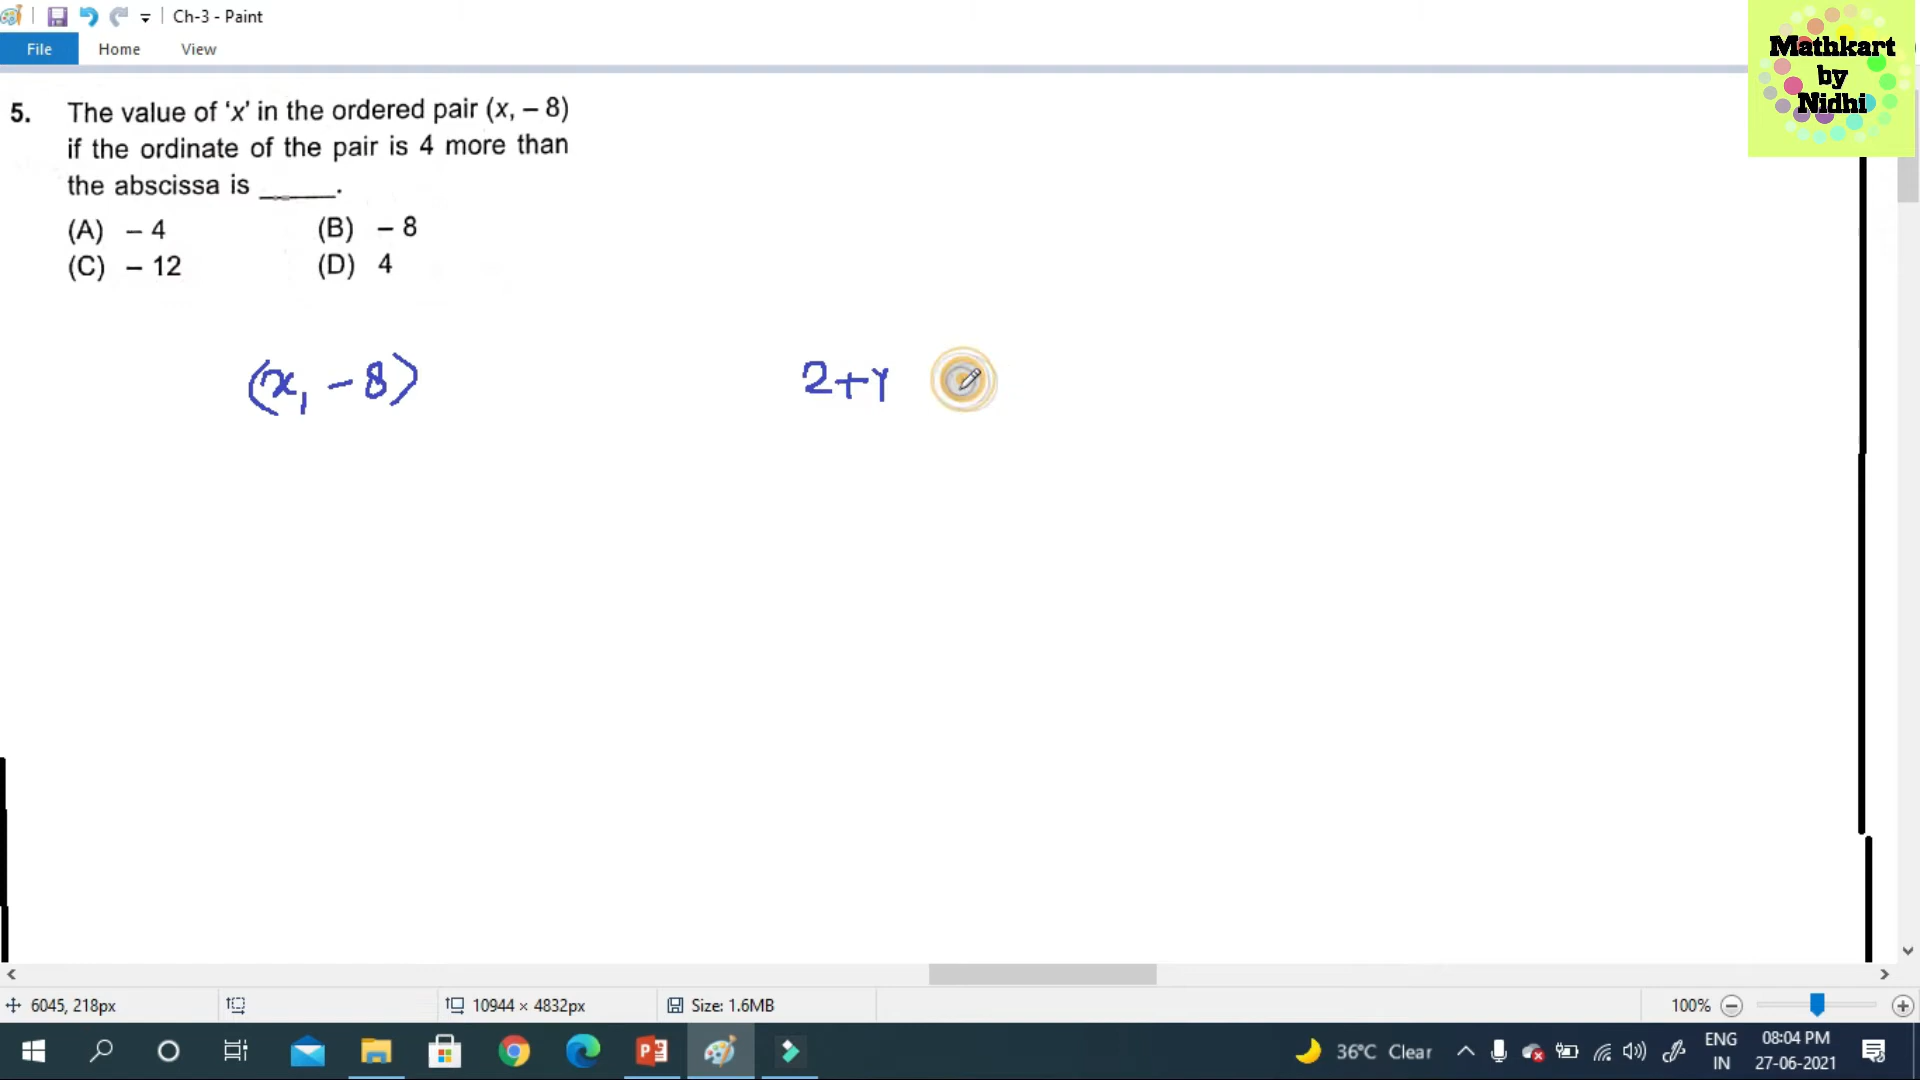 Ch-3 - Paint
File Home View
Mathkart
by
Nidhi
5. The value of ‘x’ in the ordered pair (x, – 8)
if the ordinate of the pair is 4 more than
the abscissa is _____.
(A) – 4 (B) – 8
(C) – 12 (D) 4
(x, -8) 2+y
6045, 218px 10944 × 4832px Size: 1.6MB 100%
36°C Clear ENG 08:04 PM
IN 27-06-2021